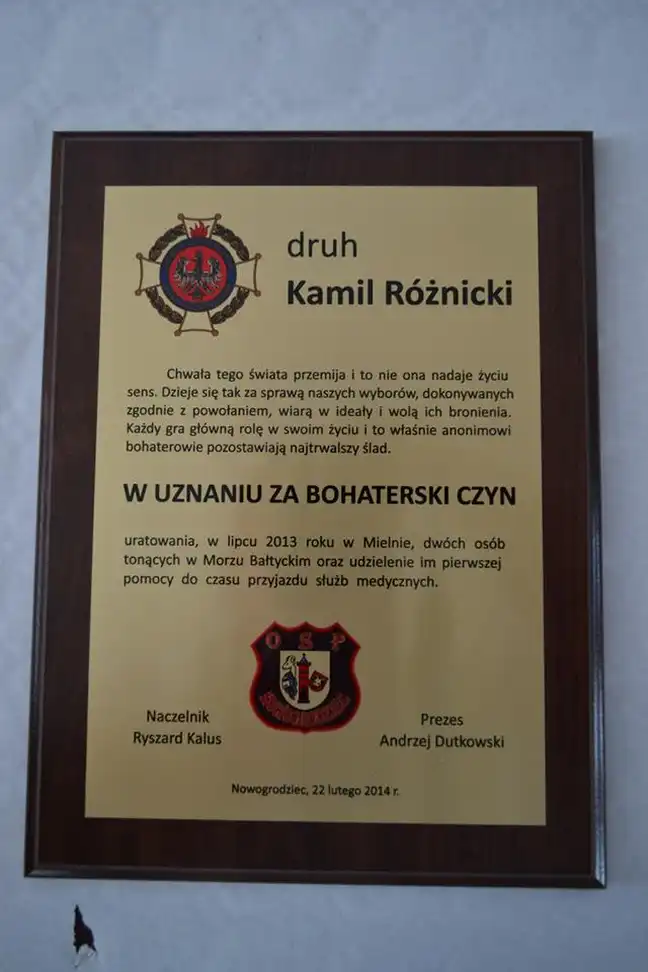 druh
Kamil Różnicki
Chwała tego świata przemija i to nie ona nadaje życiu
sens. Dzieje się tak za sprawą naszych wyborów, dokonywanych
zgodnie z powołaniem, wiarą w ideały i wolą ich bronienia.
Każdy gra główną rolę w swoim życiu i to właśnie anonimowi
bohaterowie pozostawiają najtrwalszy ślad.
W UZNANIU ZA BOHATERSKI CZYN
uratowania, w lipcu 2013 roku w Mielnie, dwóch osób
tonących w Morzu Bałtyckim oraz udzielenie im pierwszej
pomocy do czasu przyjazdu służb medycznych.
OSP
Naczelnik
Ryszard Kalus
Prezes
Andrzej Dutkowski
Nowogrodziec, 22 lutego 2014 r.